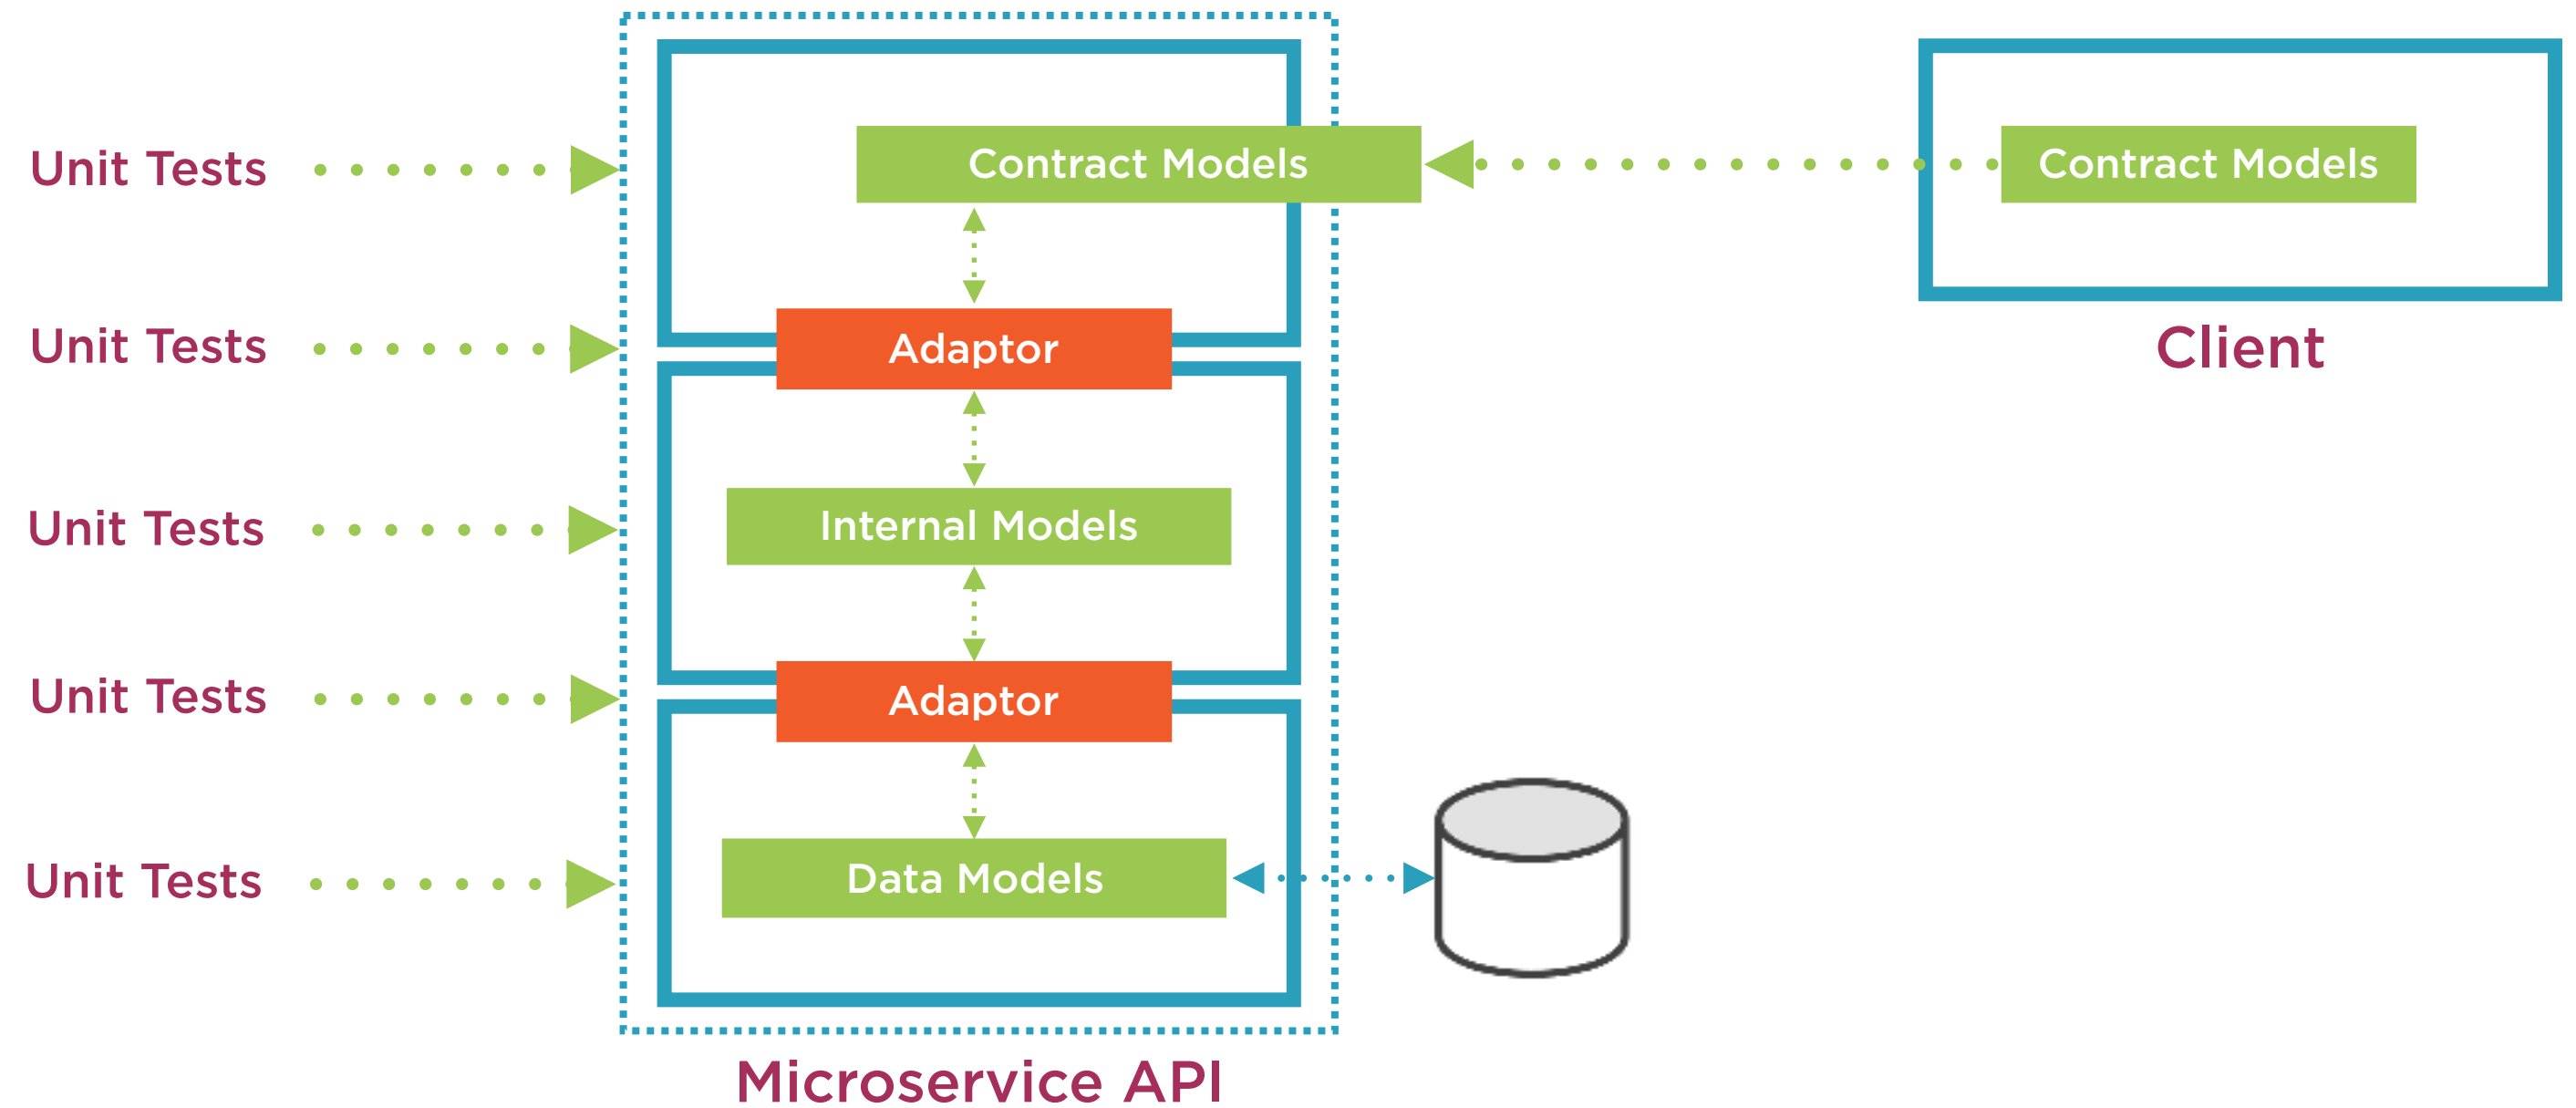 Unit Tests
Contract Models
Contract Models
Unit Tests
Adaptor
Client
Unit Tests
Internal Models
Unit Tests
Adaptor
Unit Tests
Data Models
Microservice API